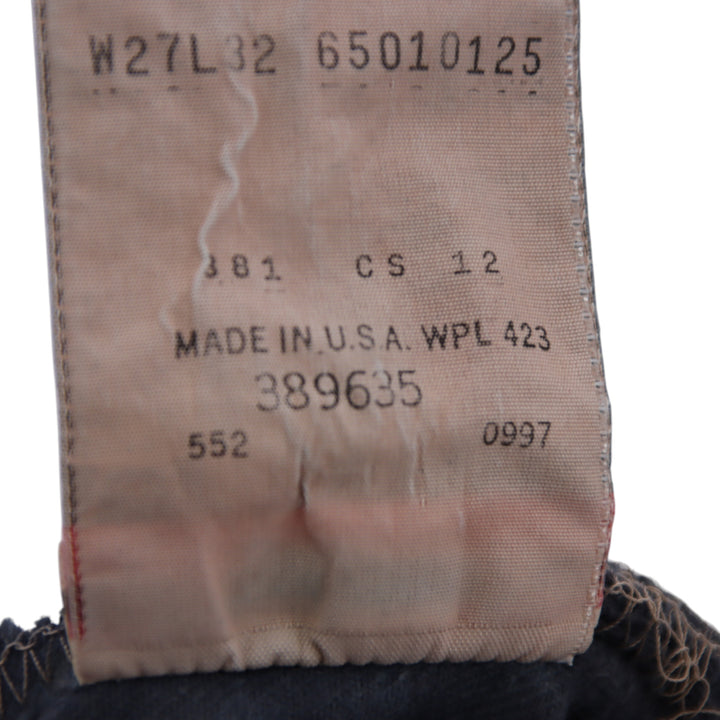 W27L32 65010125
381 CS 12
MADE IN U.S.A. WPL 423
389635
552 0997